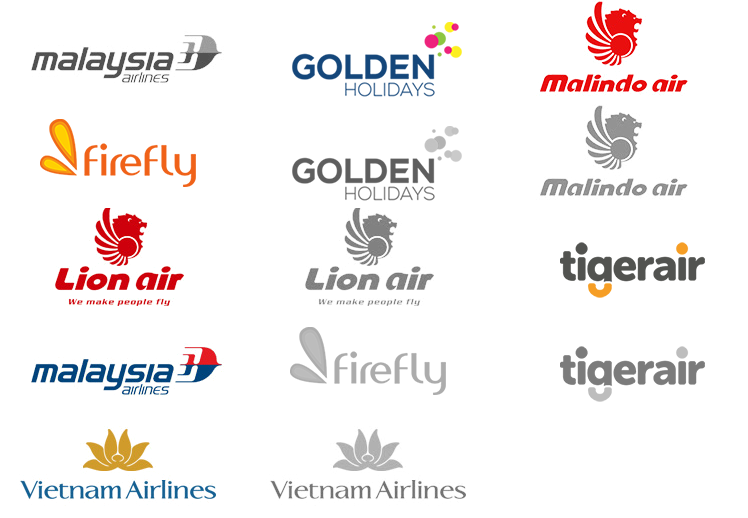 malaysia
airlines
GOLDEN
HOLIDAYS
Malindo air
firefly
GOLDEN
HOLIDAYS
Malindo air
Lion air
We make people fly
Lion air
We make people fly
tigerair
malaysia
airlines
firefly
tigerair
Vietnam Airlines
Vietnam Airlines